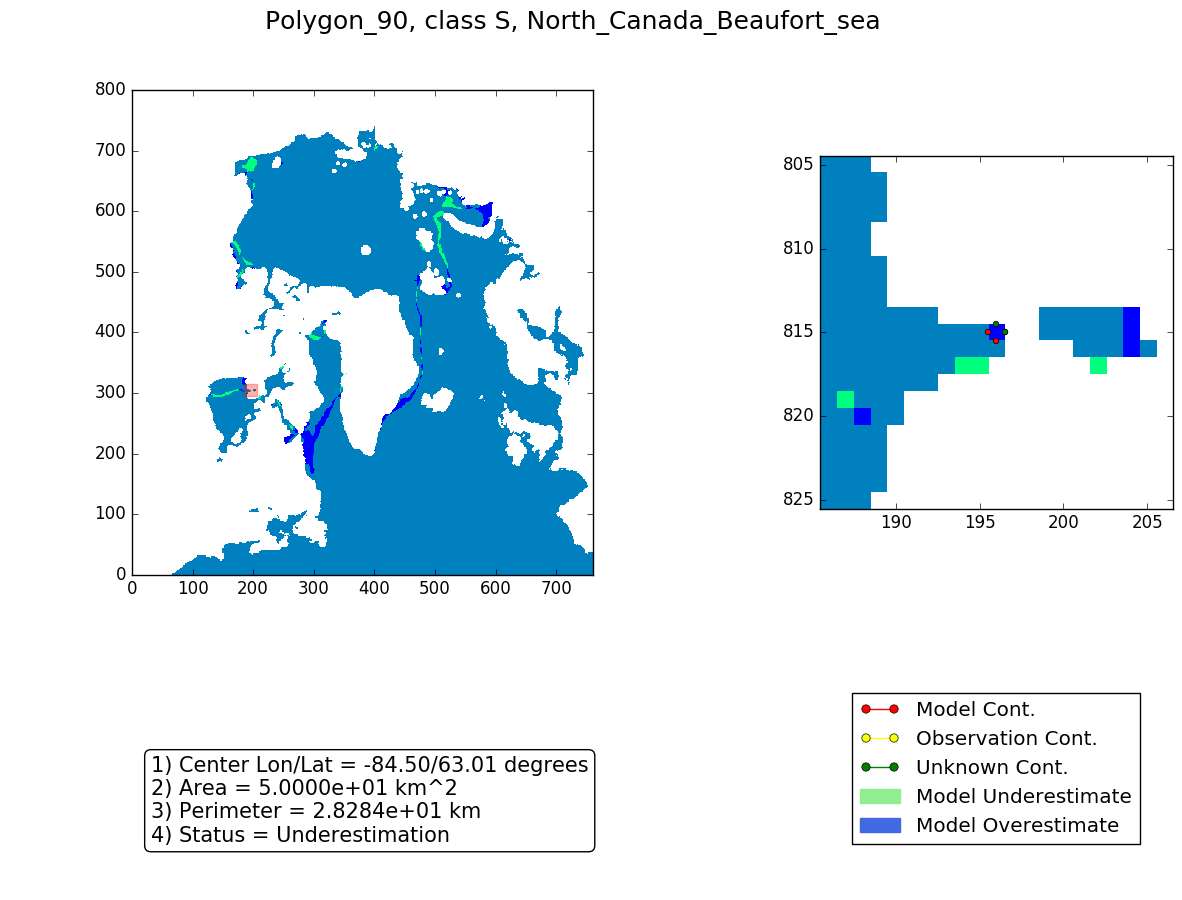 Polygon_90, class S, North_Canada_Beaufort_sea
800
700
600
500
400
300
200
100
0
0 100 200 300 400 500 600 700
805
810
815
820
825
190 195 200 205
1) Center Lon/Lat = -84.50/63.01 degrees
2) Area = 5.0000e+01 km^2
3) Perimeter = 2.8284e+01 km
4) Status = Underestimation
Model Cont.
Observation Cont.
Unknown Cont.
Model Underestimate
Model Overestimate